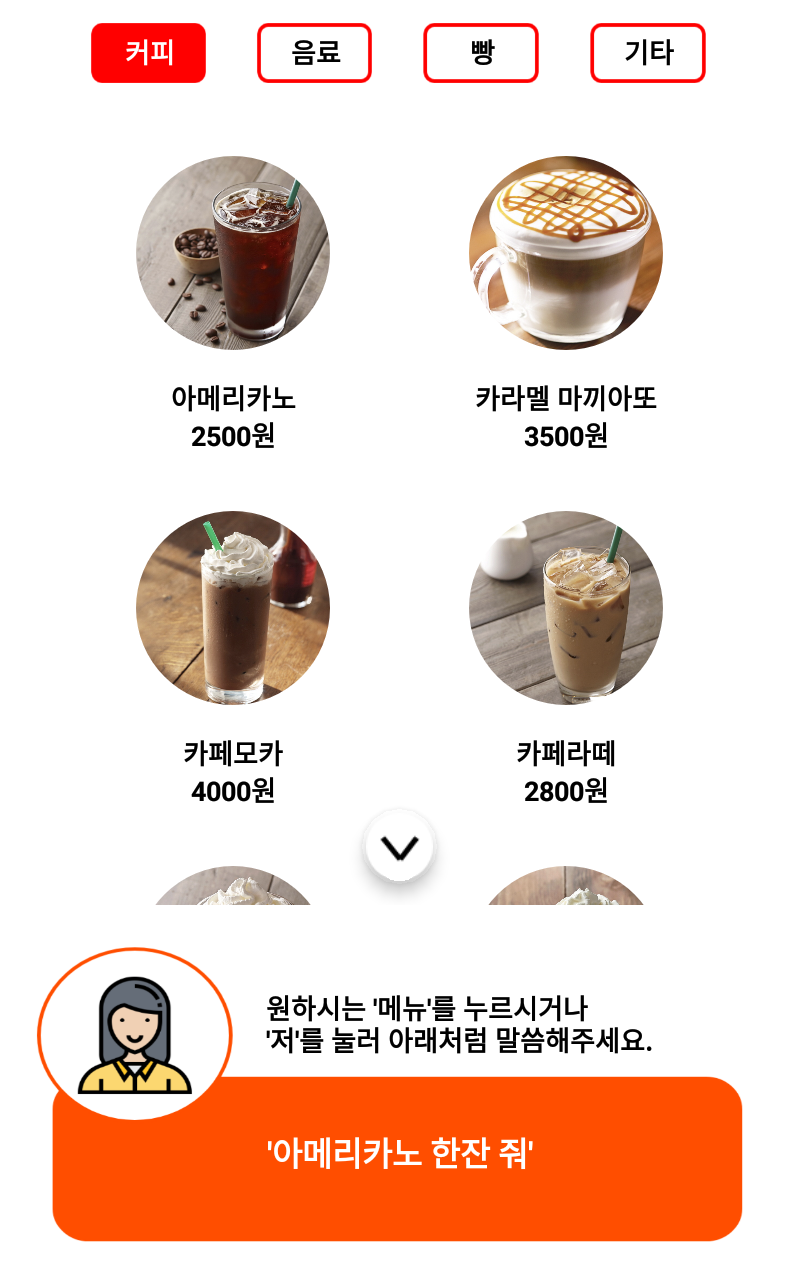 커피
음료
빵
기타
아메리카노
2500원
카라멜 마끼아또
3500원
카페모카
4000원
카페라떼
2800원
원하시는 '메뉴'를 누르시거나
'저'를 눌러 아래처럼 말씀해주세요.
'아메리카노 한잔 줘'